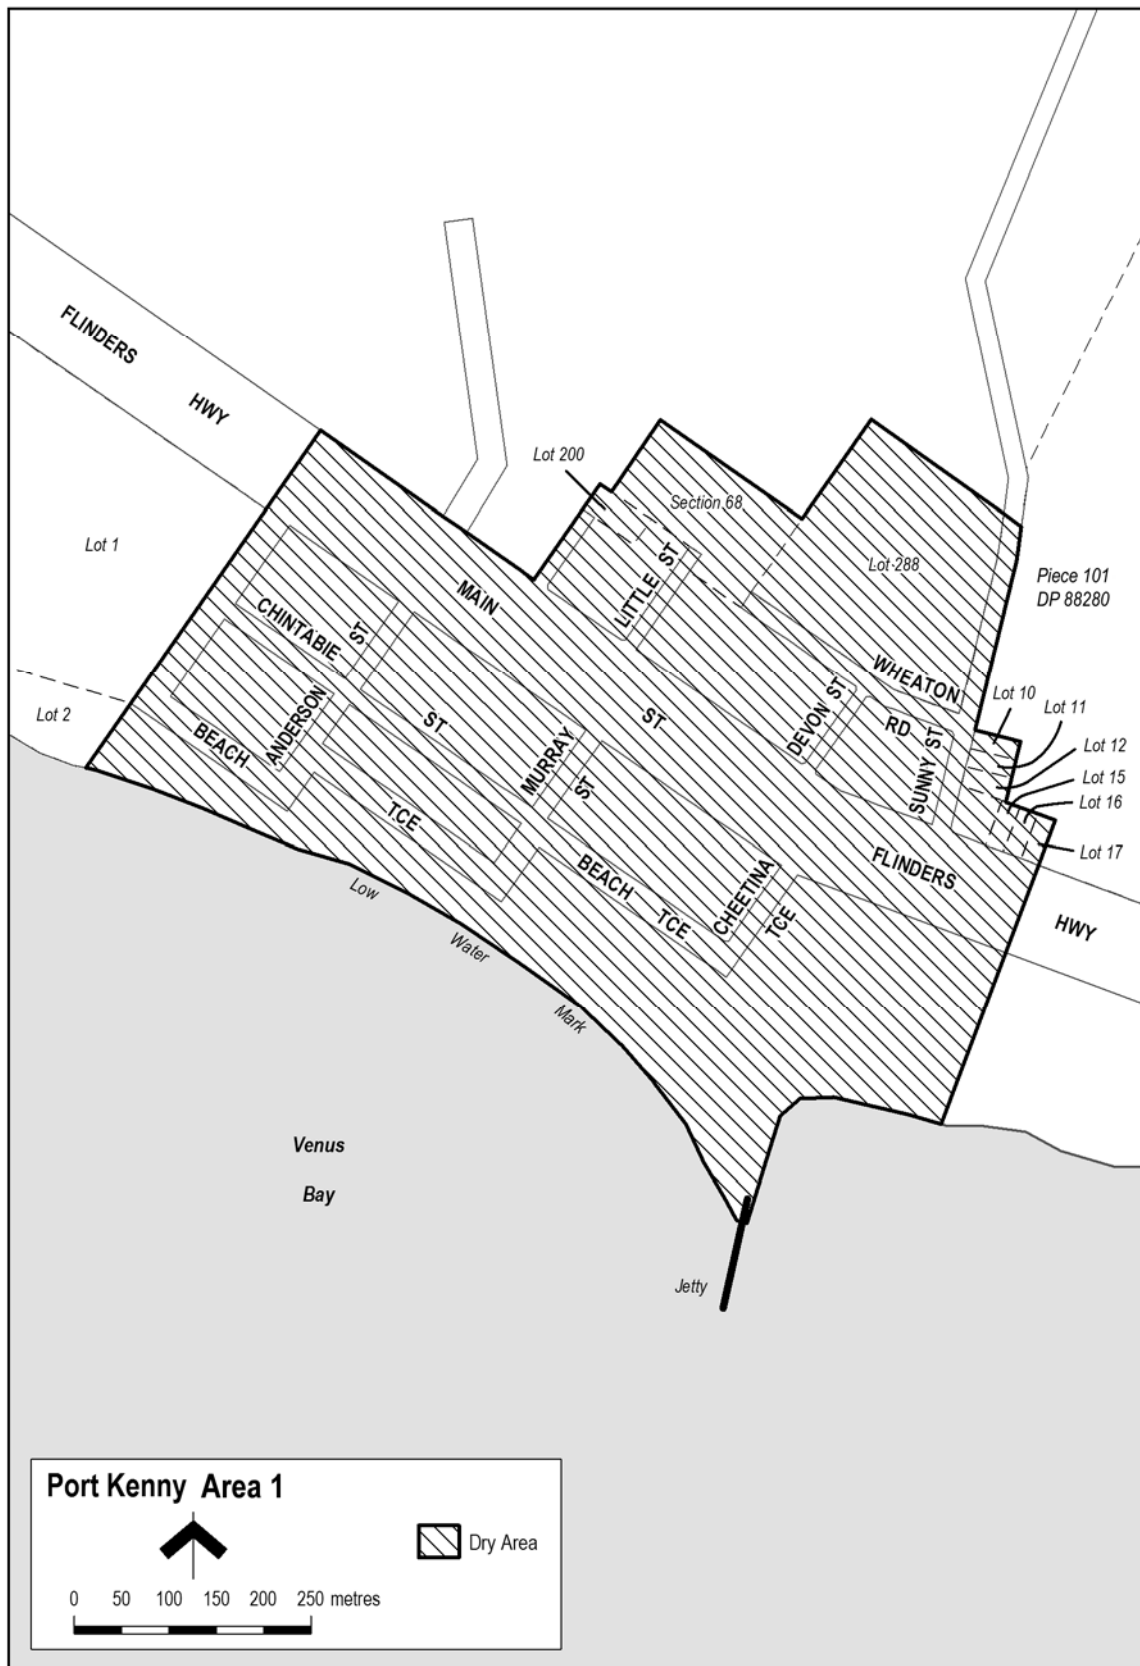 FLINDERS
HWY
Lot 200
Section 68
Lot 1
Lot 288
Piece 101
DP 88280
MAIN
LITTLE ST
CHINTABIE
ST
WHEATON
RD
Lot 10
Lot 11
Lot 12
Lot 15
Lot 16
Lot 17
Lot 2
BEACH
ANDERSON
ST
MURRAY
ST
ST
DEVON ST
SUNNY ST
TCE
BEACH
TCE
CHEETINA
TCE
FLINDERS
HWY
Low
Water
Mark
Venus
Bay
Jetty
Port Kenny Area 1
Dry Area
0 50 100 150 200 250 metres